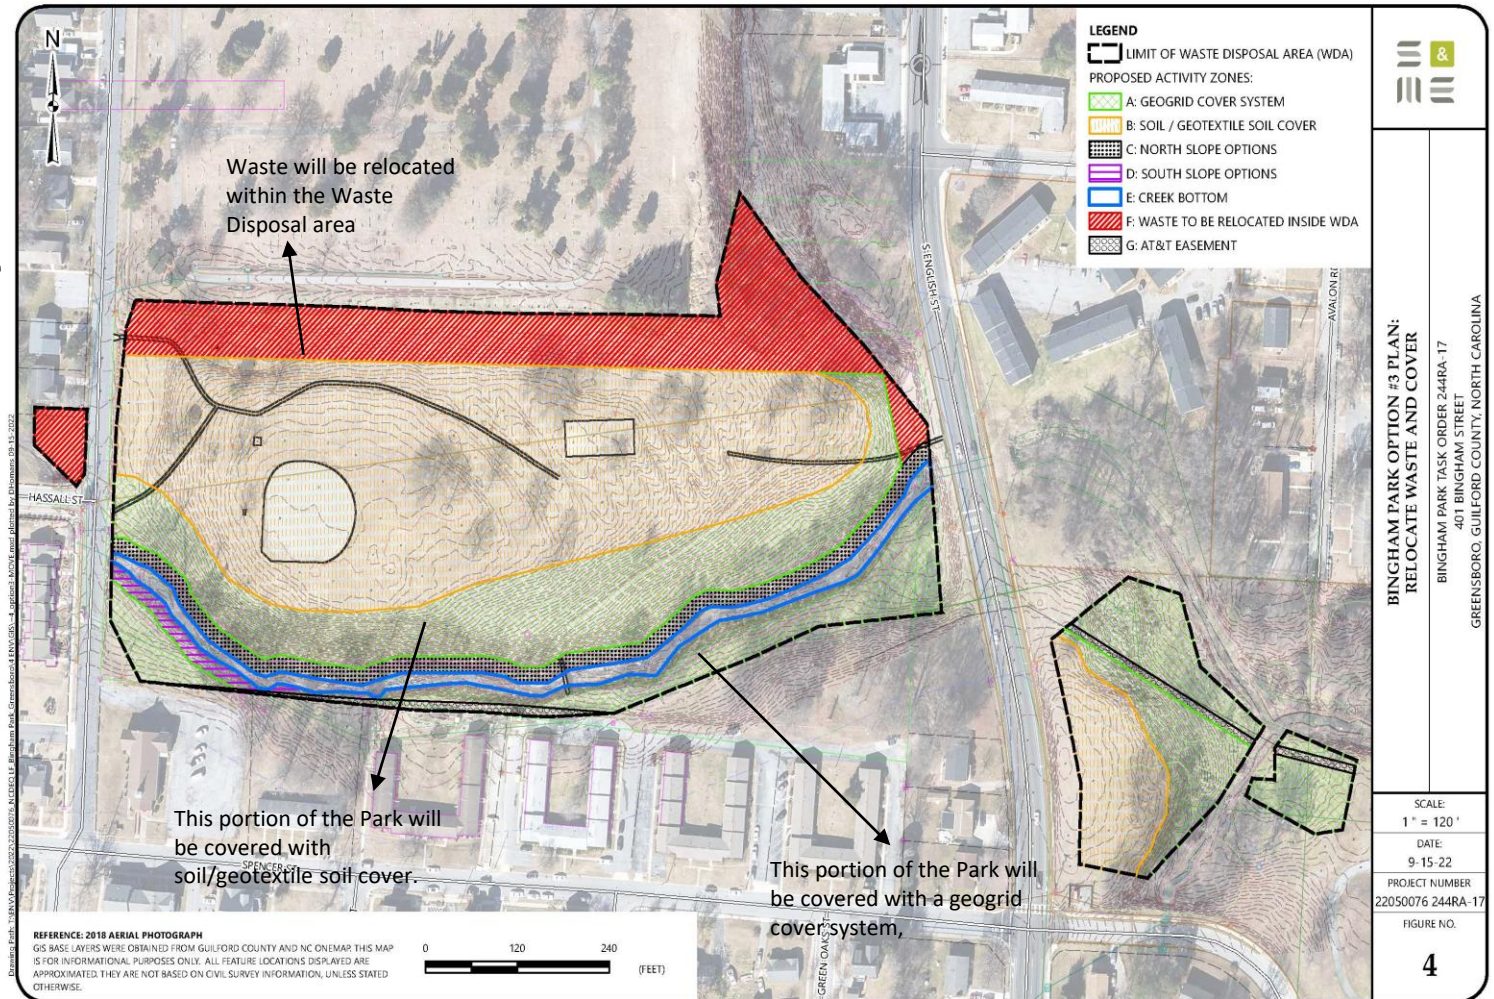 N
Waste will be relocated
within the Waste
Disposal area
LEGEND
LIMIT OF WASTE DISPOSAL AREA (WDA)
PROPOSED ACTIVITY ZONES:
A: GEOGRID COVER SYSTEM
B: SOIL / GEOTEXTILE SOIL COVER
C: NORTH SLOPE OPTIONS
D: SOUTH SLOPE OPTIONS
E: CREEK BOTTOM
F: WASTE TO BE RELOCATED INSIDE WDA
G: AT&T EASEMENT
&
S ENGLISH ST
HASSALL ST
This portion of the Park will
be covered with
soil/geotextile soil cover.
SPENCER ST
This portion of the Park will
be covered with a geogrid
cover system,
GREEN OAKS ST
REFERENCE: 2018 AERIAL PHOTOGRAPH
GIS BASE LAYERS WERE OBTAINED FROM GUILFORD COUNTY AND NC ONEMAP. THIS MAP
IS FOR INFORMATIONAL PURPOSES ONLY. ALL FEATURE LOCATIONS DISPLAYED ARE
APPROXIMATED. THEY ARE NOT BASED ON CIVIL SURVEY INFORMATION, UNLESS STATED
OTHERWISE.
0 120 240
(FEET)
BINGHAM PARK OPTION #3 PLAN:
RELOCATE WASTE AND COVER
BINGHAM PARK TASK ORDER 244RA-17
401 BINGHAM STREET
GREENSBORO, GUILFORD COUNTY, NORTH CAROLINA
SCALE:
1 " = 120 '
DATE:
9-15-22
PROJECT NUMBER
22050076 244RA-17
FIGURE NO.
4